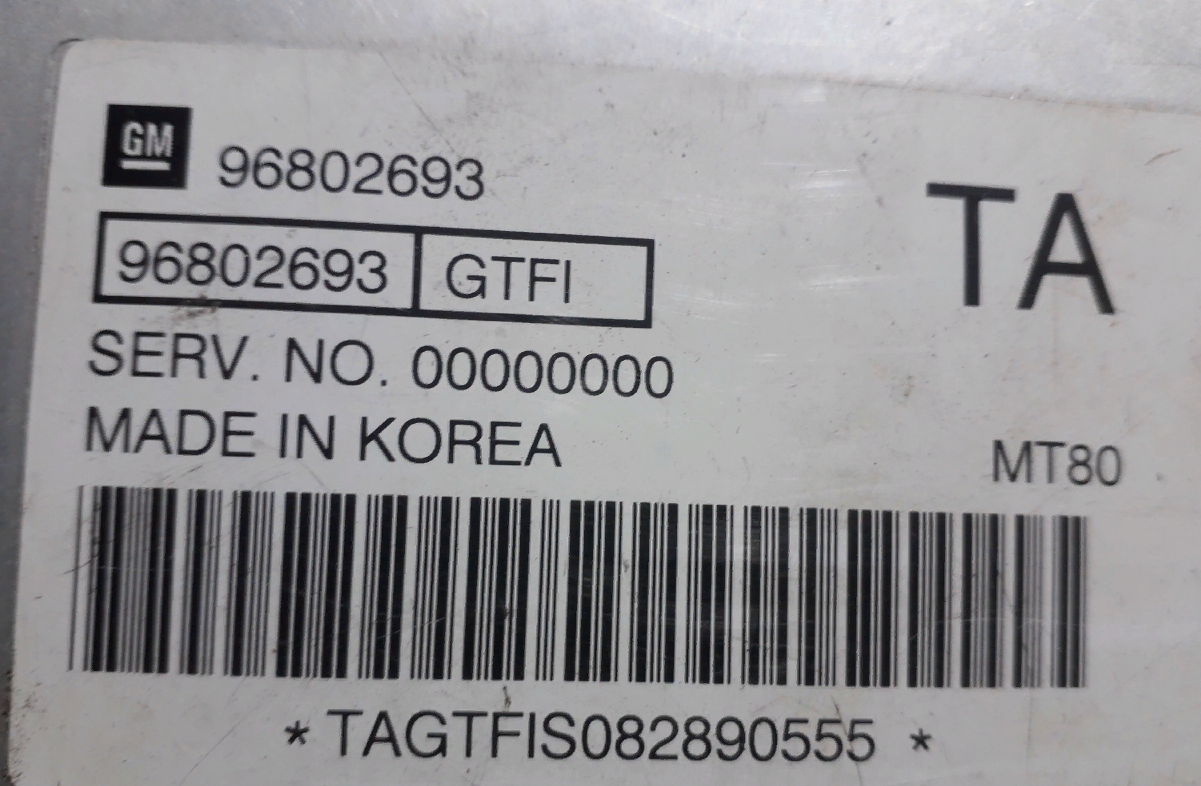 GM 96802693
TA
96802693 GTFI
SERV. NO. 00000000
MADE IN KOREA
MT80
* TAGTFIS082890555 *